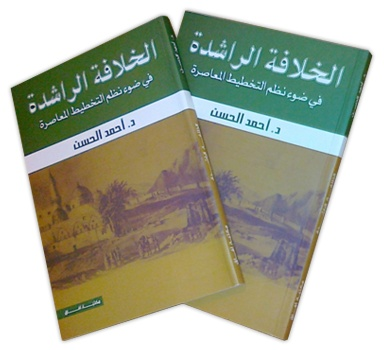 الخلافة الراشدة
في ضوء نظم التخطيط المعاصرة
د. أحمد الحسن
الخلافة الراشدة
في ضوء نظم التخطيط المعاصرة
د. أحمد الحسن